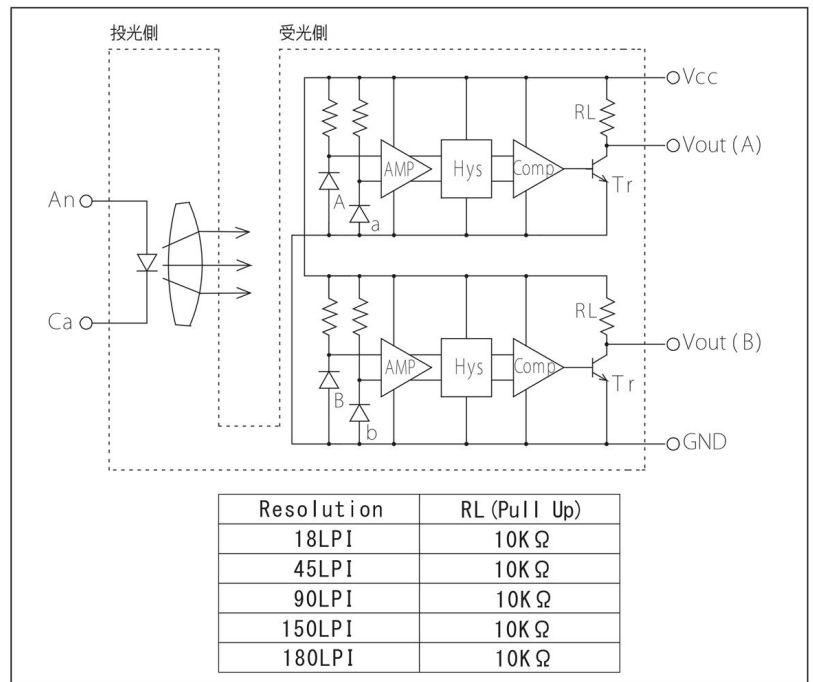 投光側
受光側
Vcc
RL
Vout (A)
AMP
Hys
Comp
Tr
A
a
An
Ca
RL
Vout (B)
AMP
Hys
Comp
Tr
B
b
GND
Resolution RL (Pull Up)
18LPI 10KΩ
45LPI 10KΩ
90LPI 10KΩ
150LPI 10KΩ
180LPI 10KΩ